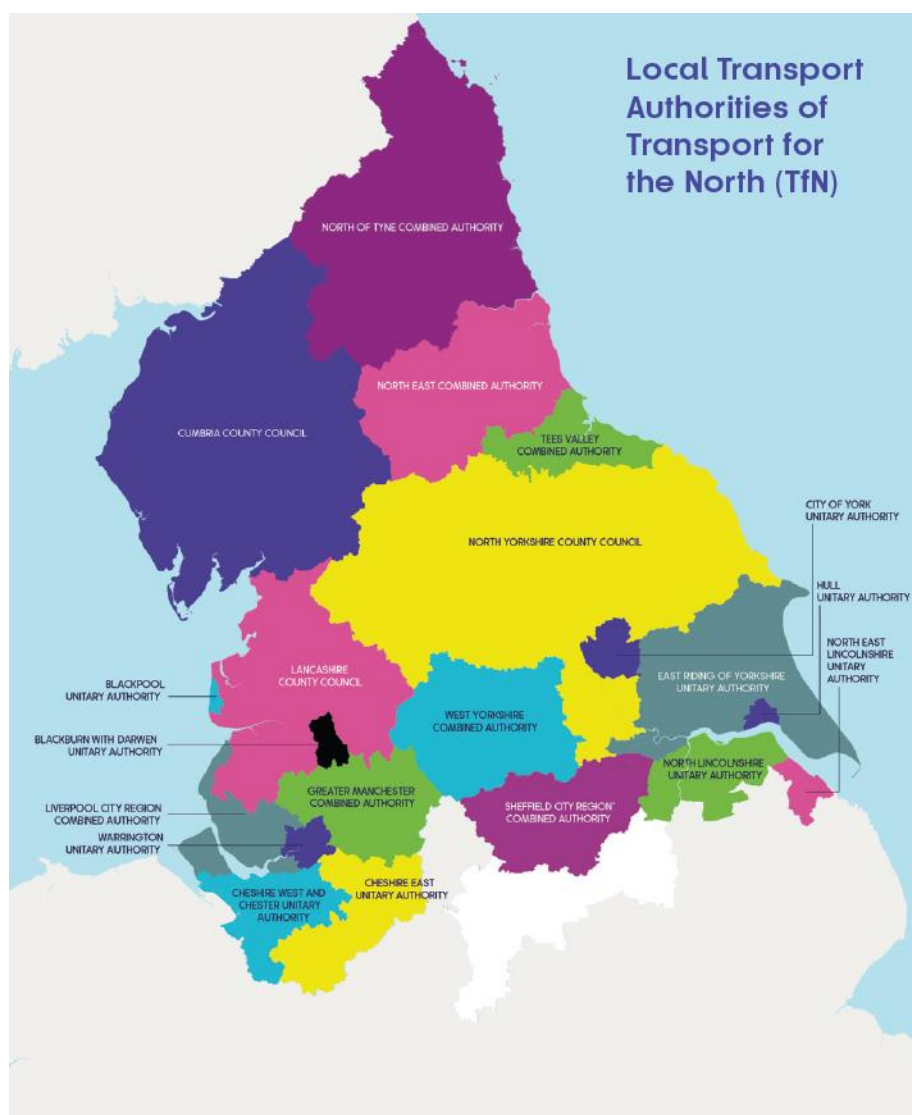 Local Transport
Authorities of
Transport for
the North (TfN)
NORTH OF TYNE COMBINED AUTHORITY
NORTH EAST COMBINED AUTHORITY
CUMBRIA COUNTY COUNCIL
TEES VALLEY
COMBINED AUTHORITY
CITY OF YORK
UNITARY AUTHORITY
NORTH YORKSHIRE COUNTY COUNCIL
HULL
UNITARY AUTHORITY
NORTH EAST
LINCOLNSHIRE
UNITARY
AUTHORITY
LANCASHIRE
COUNTY COUNCIL
EAST RIDING OF YORKSHIRE
UNITARY AUTHORITY
BLACKPOOL
UNITARY AUTHORITY
WEST YORKSHIRE
COMBINED AUTHORITY
BLACKBURN WITH DARWEN
UNITARY AUTHORITY
NORTH LINCOLNSHIRE
UNITARY AUTHORITY
GREATER MANCHESTER
COMBINED AUTHORITY
SHEFFIELD CITY REGION*
COMBINED AUTHORITY
LIVERPOOL CITY REGION
COMBINED AUTHORITY
WARRINGTON
UNITARY AUTHORITY
CHESHIRE EAST
UNITARY AUTHORITY
CHESHIRE WEST AND
CHESTER UNITARY
AUTHORITY